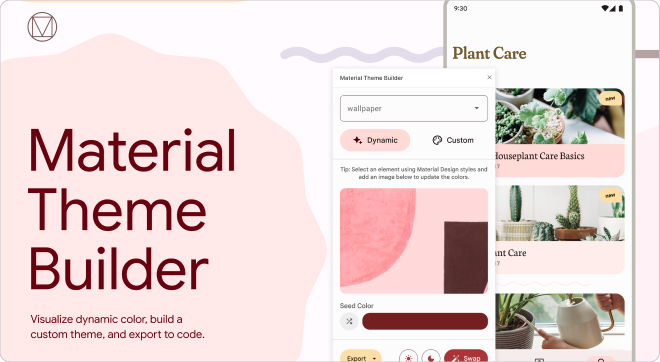 Material
Theme
Builder
Visualize dynamic color, build a
custom theme, and export to code.
Material Theme Builder
wallpaper
Dynamic
Custom
Tip: Select an element using Material Design styles and
add an image below to update the colors.
Seed Color
Export
Swap
9:30
Plant Care
new
Houseplant Care Basics
new
nt Care